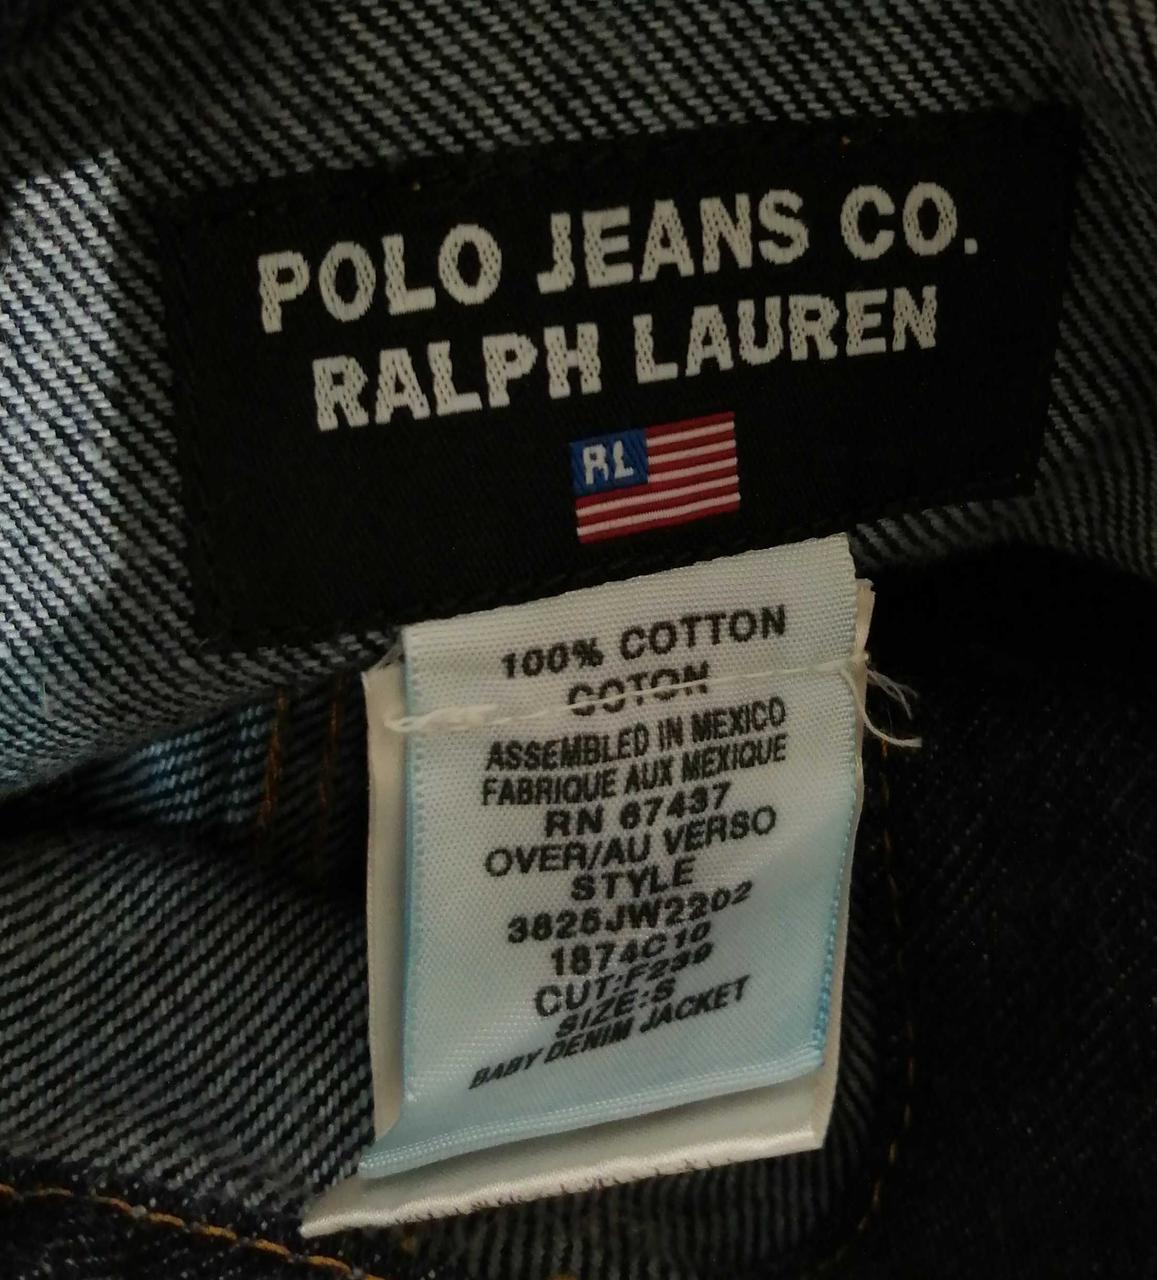 POLO JEANS CO.
RALPH LAUREN
RL
100% COTTON
COTON
ASSEMBLED IN MEXICO
FABRIQUE AUX MEXIQUE
RN 67437
OVER/AU VERSO
STYLE
3825JW2202
1874C10
CUT:F239
SIZE:S
BABY DENIM JACKET